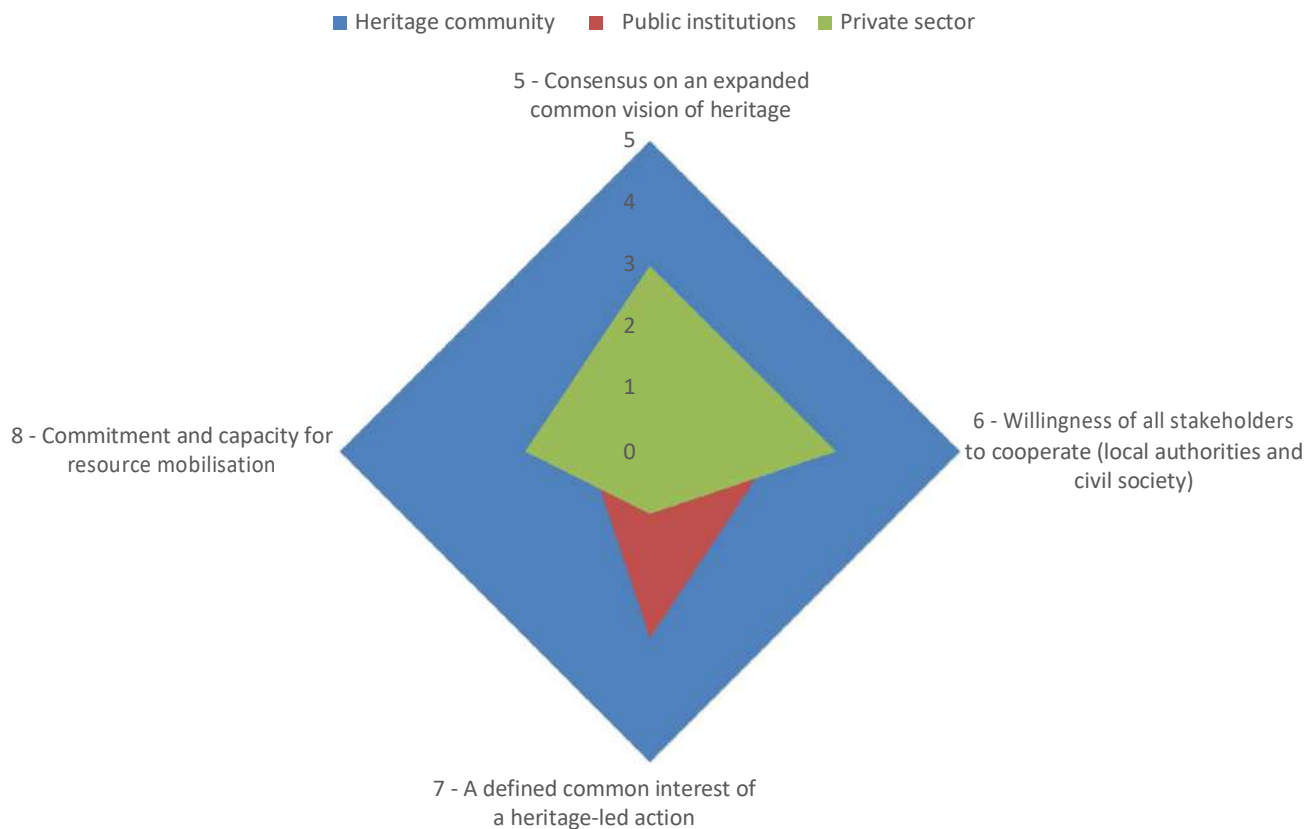 Heritage community Public institutions Private sector
5 - Consensus on an expanded
common vision of heritage
5
4
3
2
1
0
6 - Willingness of all stakeholders
to cooperate (local authorities and
civil society)
8 - Commitment and capacity for
resource mobilisation
7 - A defined common interest of
a heritage-led action